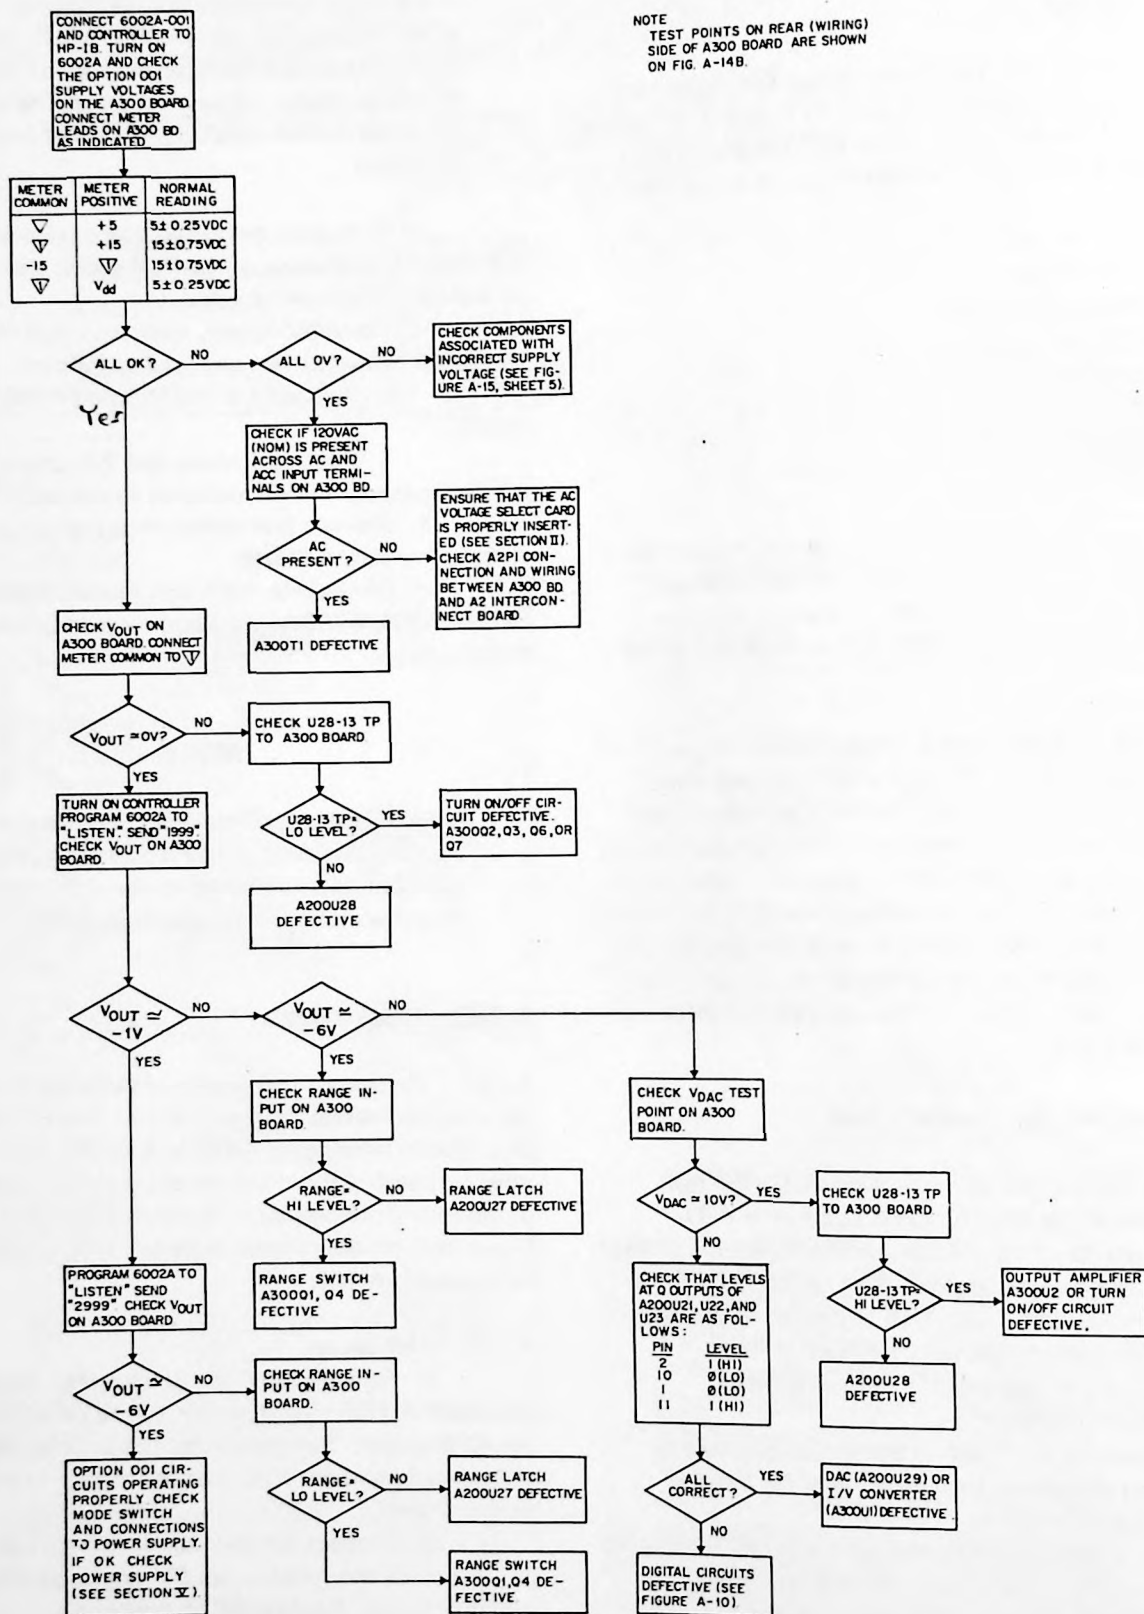 CONNECT 6002A-001
AND CONTROLLER TO
HP-IB. TURN ON
6002A AND CHECK
THE OPTION 001
SUPPLY VOLTAGES
ON THE A300 BOARD.
CONNECT METER
LEADS ON A300 BD
AS INDICATED
NOTE
TEST POINTS ON REAR (WIRING)
SIDE OF A300 BOARD ARE SHOWN
ON FIG. A-14B.
METER COMMON METER POSITIVE NORMAL READING
▽ +5 5± 0.25VDC
▽ +15 15±0.75VDC
-15 ▽ 15±0.75VDC
▽ Vdd 5±0.25VDC
ALL OK?
NO
ALL OV?
NO
CHECK COMPONENTS
ASSOCIATED WITH
INCORRECT SUPPLY
VOLTAGE (SEE FIG-
URE A-15, SHEET 5).
Yes
YES
CHECK IF 120VAC
(NOM) IS PRESENT
ACROSS AC AND
ACC INPUT TERMI-
NALS ON A300 BD.
AC
PRESENT?
NO
ENSURE THAT THE AC
VOLTAGE SELECT CARD
IS PROPERLY INSERT-
ED (SEE SECTION II).
CHECK A2P1 CON-
NECTION AND WIRING
BETWEEN A300 BD.
AND A2 INTERCON-
NECT BOARD.
YES
A300T1 DEFECTIVE
CHECK VOUT ON
A300 BOARD. CONNECT
METER COMMON TO ▽
VOUT ≃0V?
NO
CHECK U28-13 TP
TO A300 BOARD
YES
TURN ON CONTROLLER
PROGRAM 6002A TO
"LISTEN". SEND "1999".
CHECK VOUT ON A300
BOARD.
U28-13 TP=
LO LEVEL?
YES
TURN ON/OFF CIR-
CUIT DEFECTIVE.
A300Q2, Q3, Q6, OR
Q7
NO
A200U28
DEFECTIVE
VOUT ≃
-1V
NO
VOUT ≃
-6V
NO
YES
YES
CHECK RANGE IN-
PUT ON A300
BOARD.
CHECK VDAC TEST
POINT ON A300
BOARD.
RANGE=
HI LEVEL?
NO
RANGE LATCH
A200U27 DEFECTIVE
VDAC ≃ 10V?
YES
CHECK U28-13 TP
TO A300 BOARD.
YES
NO
PROGRAM 6002A TO
"LISTEN" SEND
"2999". CHECK VOUT
ON A300 BOARD
RANGE SWITCH
A300Q1, Q4 DE-
FECTIVE
CHECK THAT LEVELS
AT Q OUTPUTS OF
A200U21, U22, AND
U23 ARE AS FOL-
LOWS:
PIN LEVEL
2 1 (HI)
10 0 (LO)
1 0 (LO)
11 1 (HI)
U28-13 TP=
HI LEVEL?
YES
OUTPUT AMPLIFIER
A300U2 OR TURN
ON/OFF CIRCUIT
DEFECTIVE.
NO
A200U28
DEFECTIVE
VOUT ≃
-6V
NO
CHECK RANGE IN-
PUT ON A300
BOARD.
YES
OPTION 001 CIR-
CUITS OPERATING
PROPERLY. CHECK
MODE SWITCH
AND CONNECTIONS
TO POWER SUPPLY.
IF OK CHECK
POWER SUPPLY
(SEE SECTION V).
RANGE=
LO LEVEL?
NO
RANGE LATCH
A200U27 DEFECTIVE
YES
RANGE SWITCH
A300Q1, Q4 DE-
FECTIVE
ALL
CORRECT?
YES
DAC (A200U29) OR
I/V CONVERTER
(A300U1) DEFECTIVE.
NO
DIGITAL CIRCUITS
DEFECTIVE (SEE
FIGURE A-10)